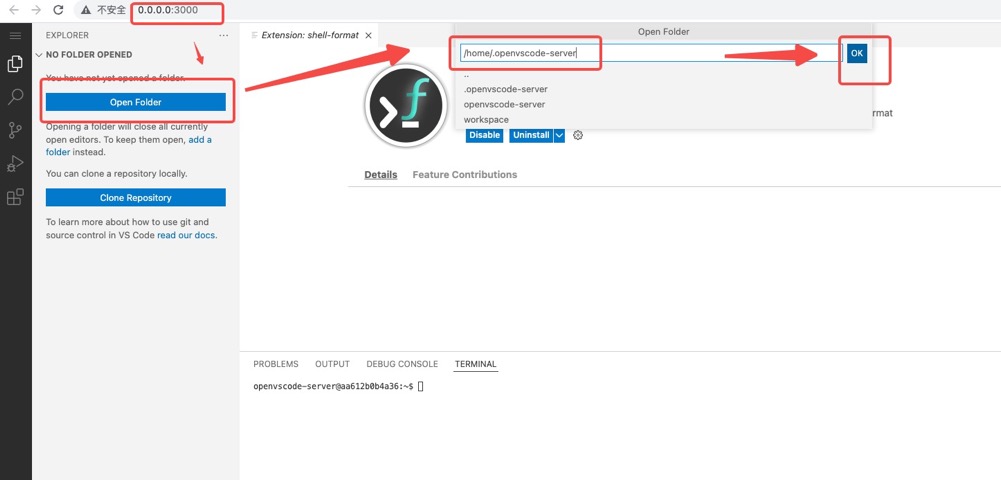 不安全 0.0.0.0:3000
EXPLORER
···
Extension: shell-format
Open Folder
NO FOLDER OPENED
/home/.openvscode-server
OK
You have not yet opened a folder.
Open Folder
..
.openvscode-server
openvscode-server
workspace
rmat
Opening a folder will close all currently
open editors. To keep them open, add a
folder instead.
Disable
Uninstall
You can clone a repository locally.
Details
Feature Contributions
Clone Repository
To learn more about how to use git and
source control in VS Code read our docs.
PROBLEMS
OUTPUT
DEBUG CONSOLE
TERMINAL
openvscode-server@aa612b0b4a36:~$